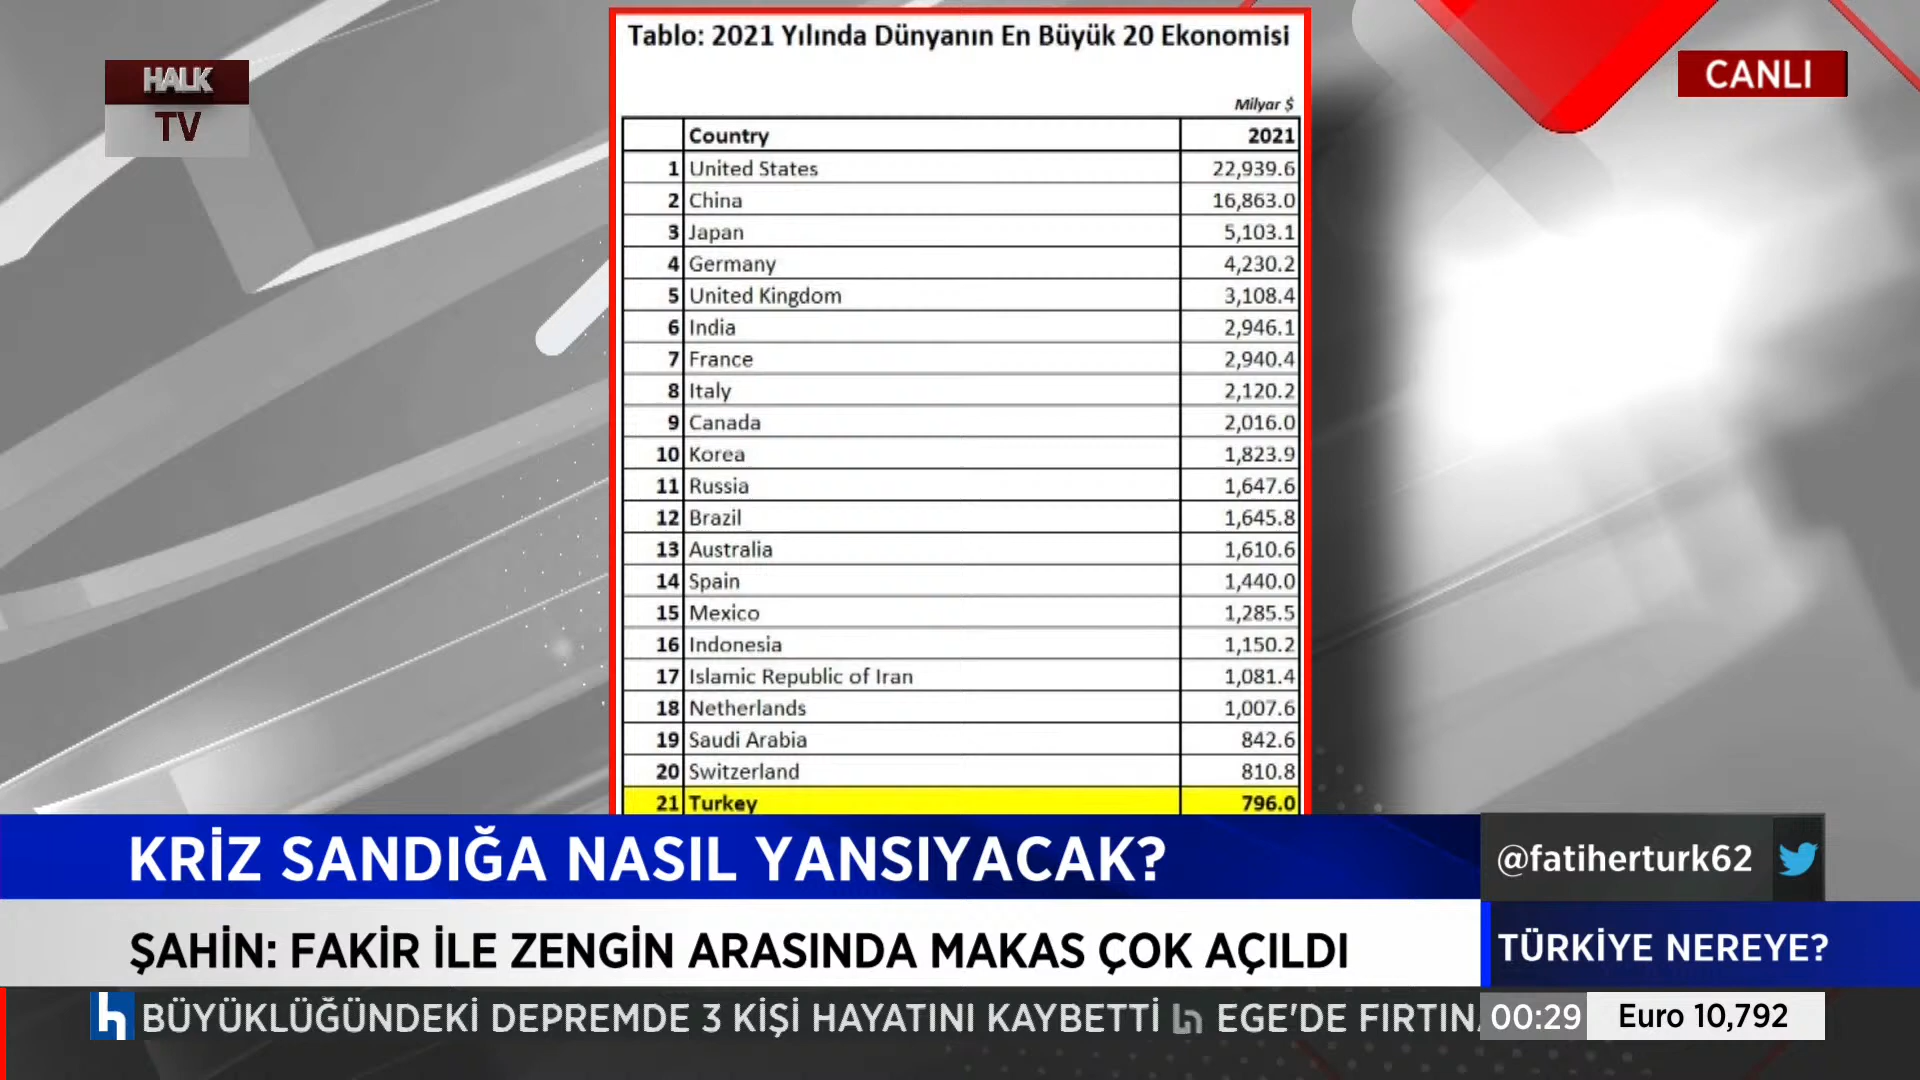 Tablo: 2021 Yılında Dünyanın En Büyük 20 Ekonomisi
HALK
TV
CANLI
Milyar $
Country 2021
1 United States 22,939.6
2 China 16,863.0
3 Japan 5,103.1
4 Germany 4,230.2
5 United Kingdom 3,108.4
6 India 2,946.1
7 France 2,940.4
8 Italy 2,120.2
9 Canada 2,016.0
10 Korea 1,823.9
11 Russia 1,647.6
12 Brazil 1,645.8
13 Australia 1,610.6
14 Spain 1,440.0
15 Mexico 1,285.5
16 Indonesia 1,150.2
17 Islamic Republic of Iran 1,081.4
18 Netherlands 1,007.6
19 Saudi Arabia 842.6
20 Switzerland 810.8
21 Turkey 796.0
KRİZ SANDIĞA NASIL YANSIYACAK?
@fatiherturk62
ŞAHİN: FAKİR İLE ZENGİN ARASINDA MAKAS ÇOK AÇILDI
TÜRKİYE NEREYE?
h BÜYÜKLÜĞÜNDEKİ DEPREMDE 3 KİŞİ HAYATINI KAYBETTİ h EGE'DE FIRTIN
00:29 Euro 10,792